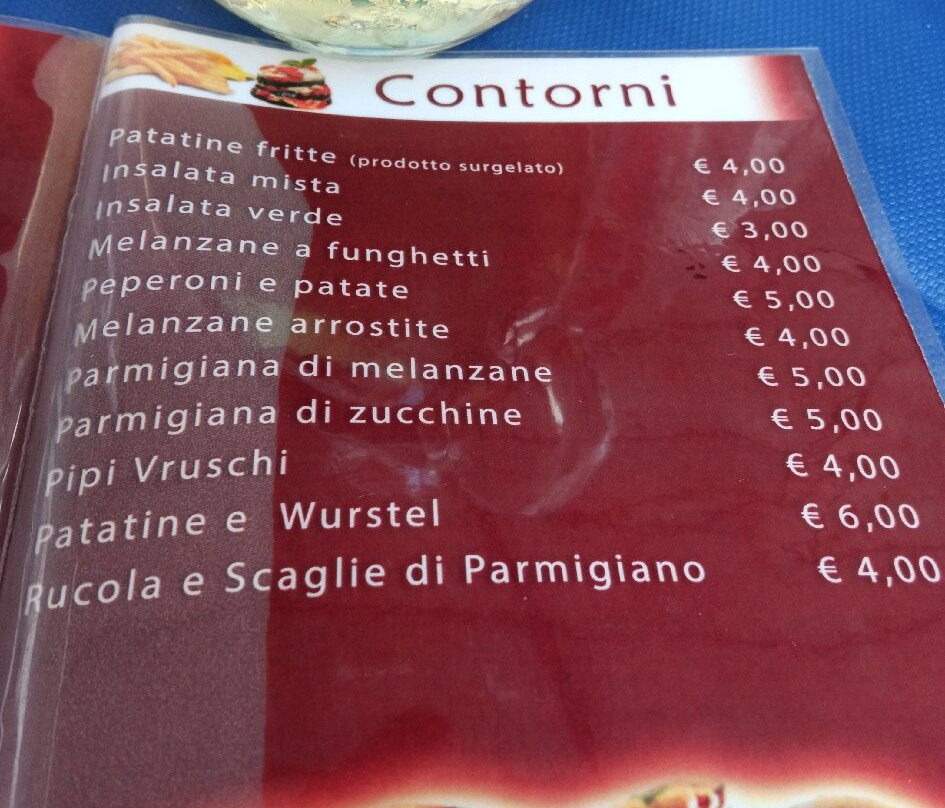 Contorni
Patatine fritte (prodotto surgelato) € 4,00
Insalata mista € 4,00
Insalata verde € 3,00
Melanzane a funghetti € 4,00
Peperoni e patate € 5,00
Melanzane arrostite € 4,00
Parmigiana di melanzane € 5,00
Parmigiana di zucchine € 5,00
Pipi Vruschi € 4,00
Patatine e Wurstel € 6,00
Rucola e Scaglie di Parmigiano € 4,00